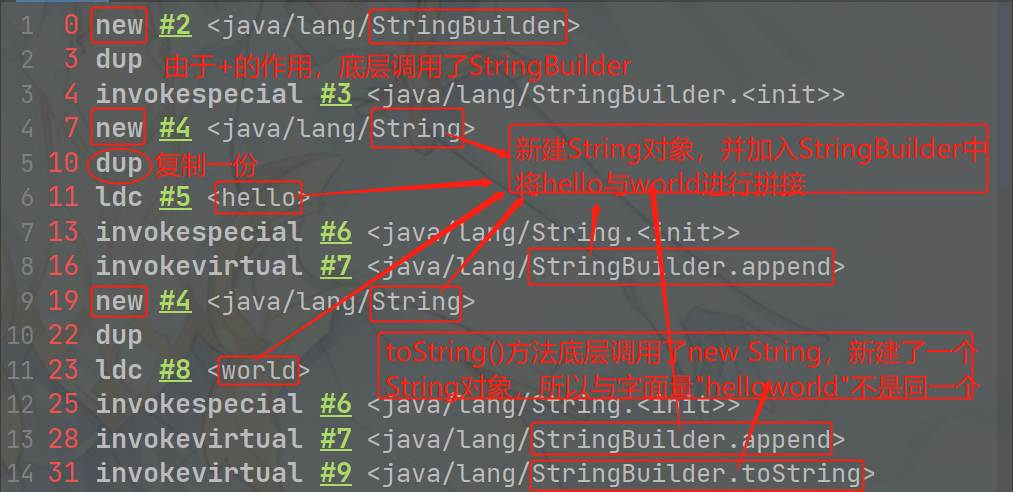 1 0 new #2 <java/lang/StringBuilder>
2 3 dup 由于+的作用，底层调用了StringBuilder
3 4 invokespecial #3 <java/lang/StringBuilder.<init>>
4 7 new #4 <java/lang/String>
新建String对象，并加入StringBuilder中
5 10 dup 复制一份
将hello与world进行拼接
6 11 ldc #5 <hello>
7 13 invokespecial #6 <java/lang/String.<init>>
8 16 invokevirtual #7 <java/lang/StringBuilder.append>
9 19 new #4 <java/lang/String>
10 22 dup
toString()方法底层调用了new String，新建了一个
11 23 ldc #8 <world>
String对象，所以与字面量"helloworld"不是同一个
12 25 invokespecial #6 <java/lang/String.<init>>
13 28 invokevirtual #7 <java/lang/StringBuilder.append>
14 31 invokevirtual #9 <java/lang/StringBuilder.toString>